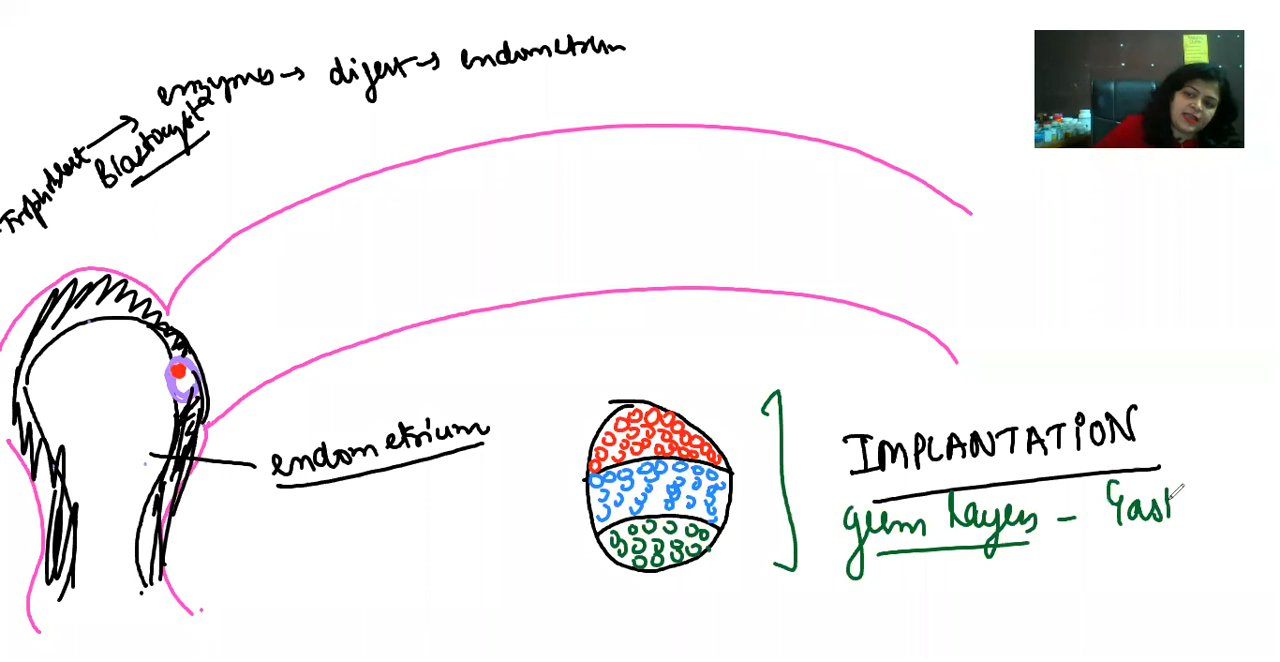 enzymes → digest → endometrium
Trophoblast →
Blastocyst
endometrium
IMPLANTATION
germ layers - Gast